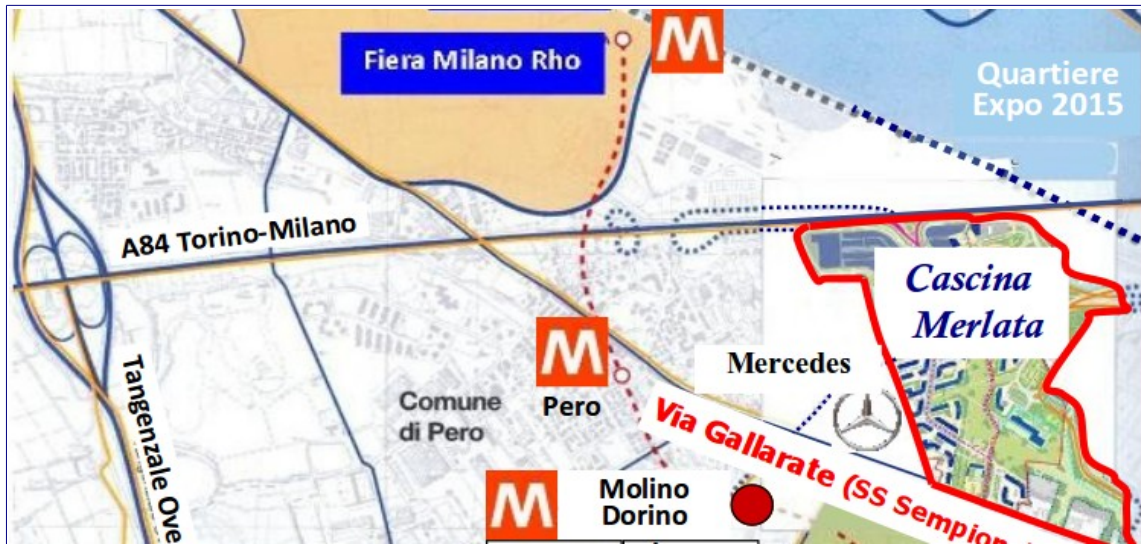 Fiera Milano Rho
M
Quartiere
Expo 2015
A84 Torino-Milano
Cascina
Merlata
Tangenzale Ove
M
Pero
Mercedes
Comune
di Pero
Via Gallarate (SS Sempion
M
Molino
Dorino